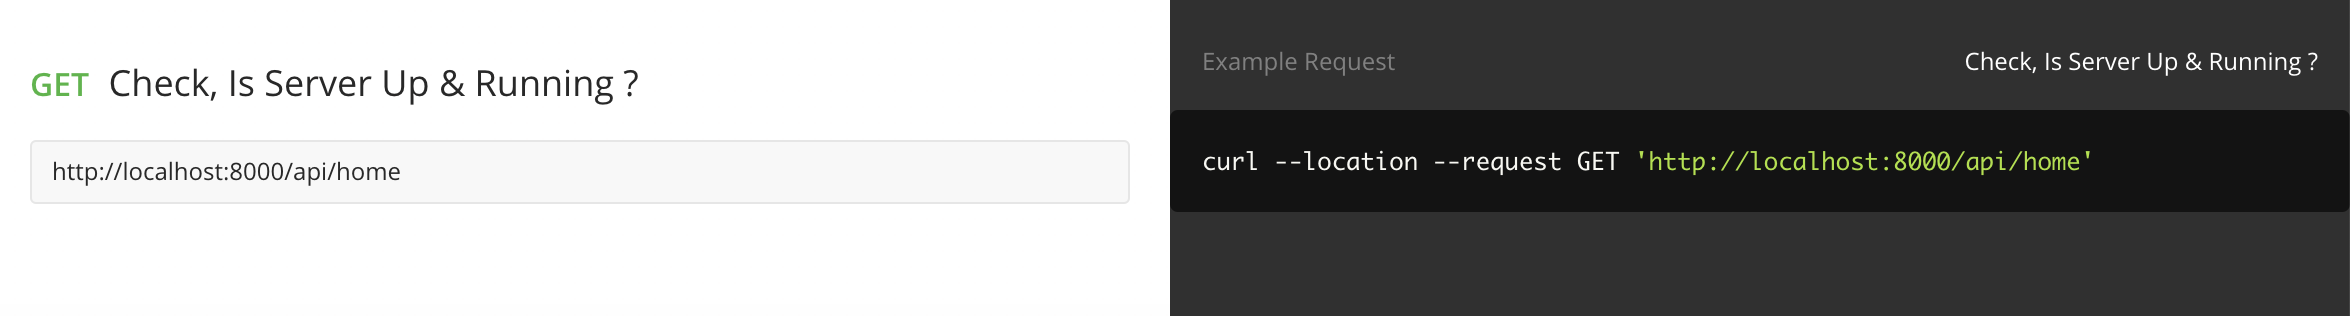 GET Check, Is Server Up & Running ?
http://localhost:8000/api/home
Example Request
Check, Is Server Up & Running ?
curl --location --request GET 'http://localhost:8000/api/home'